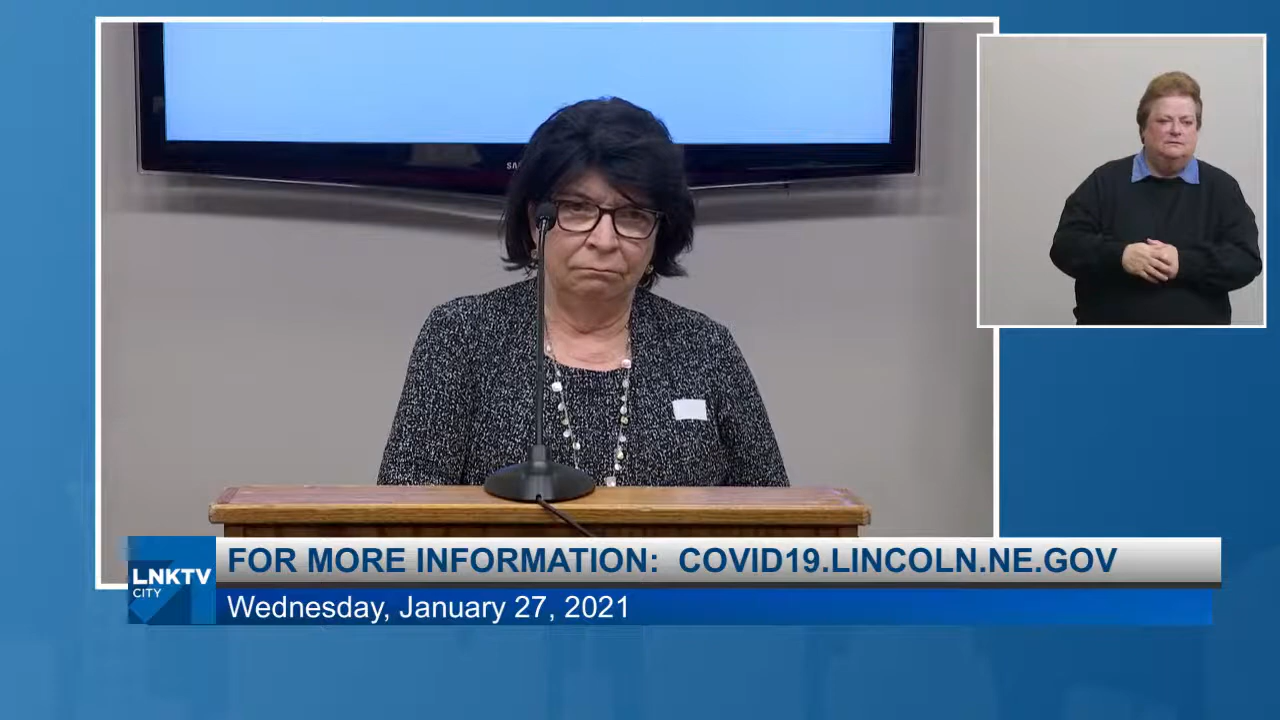 FOR MORE INFORMATION: COVID19.LINCOLN.NE.GOV
LNKTV
CITY
Wednesday, January 27, 2021